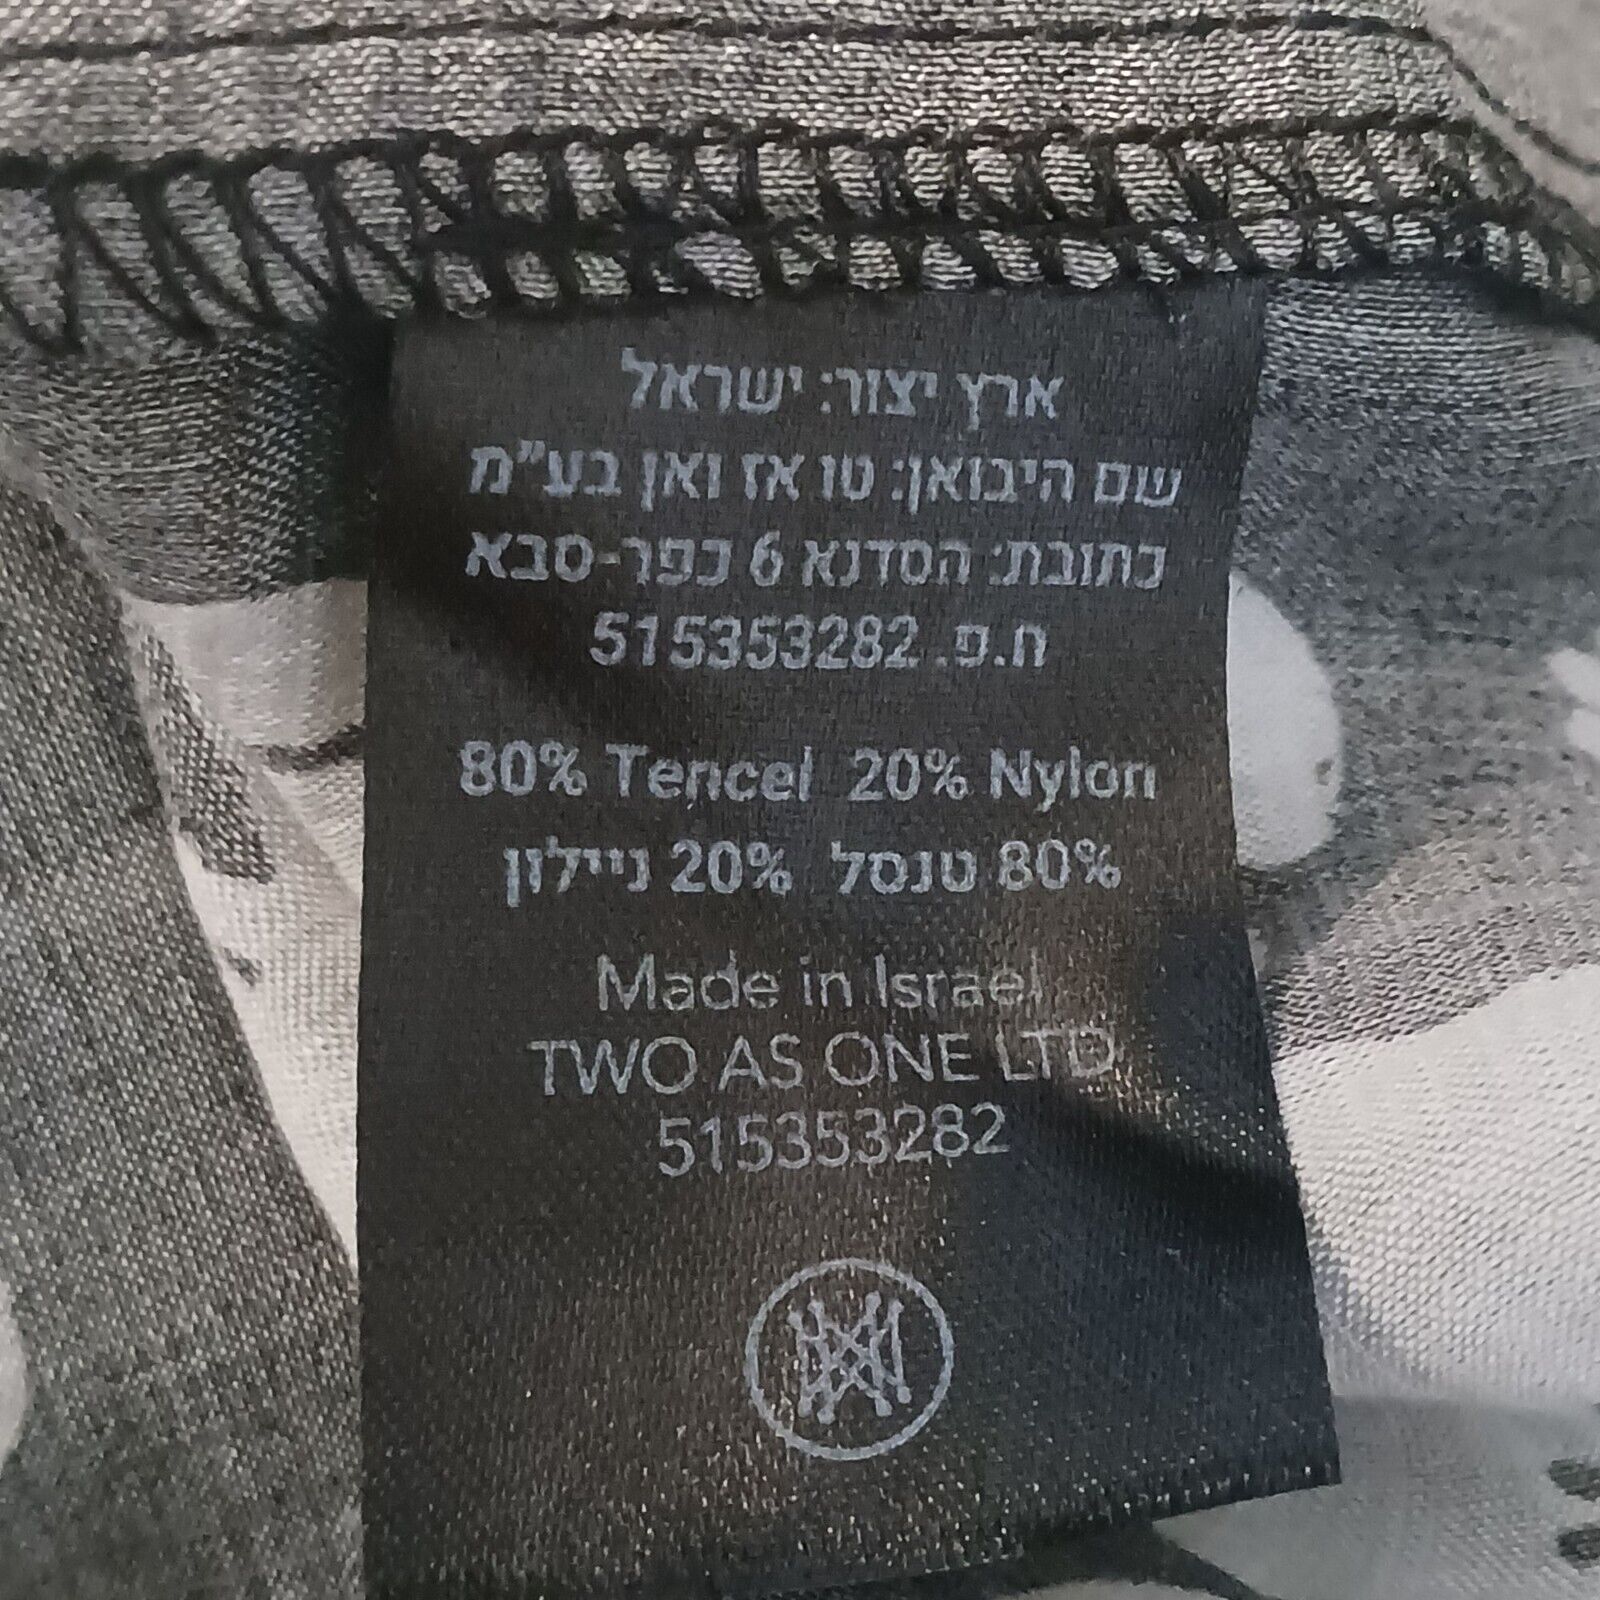 ארץ יצור: ישראל
שם היבואן: טו אז ואן בע"מ
כתובת: הסדנא 6 כפר-סבא
ח.פ. 515353282
80% Tencel 20% Nylon
80% טנסל 20% ניילון
Made in Israel
TWO AS ONE LTD
515353282